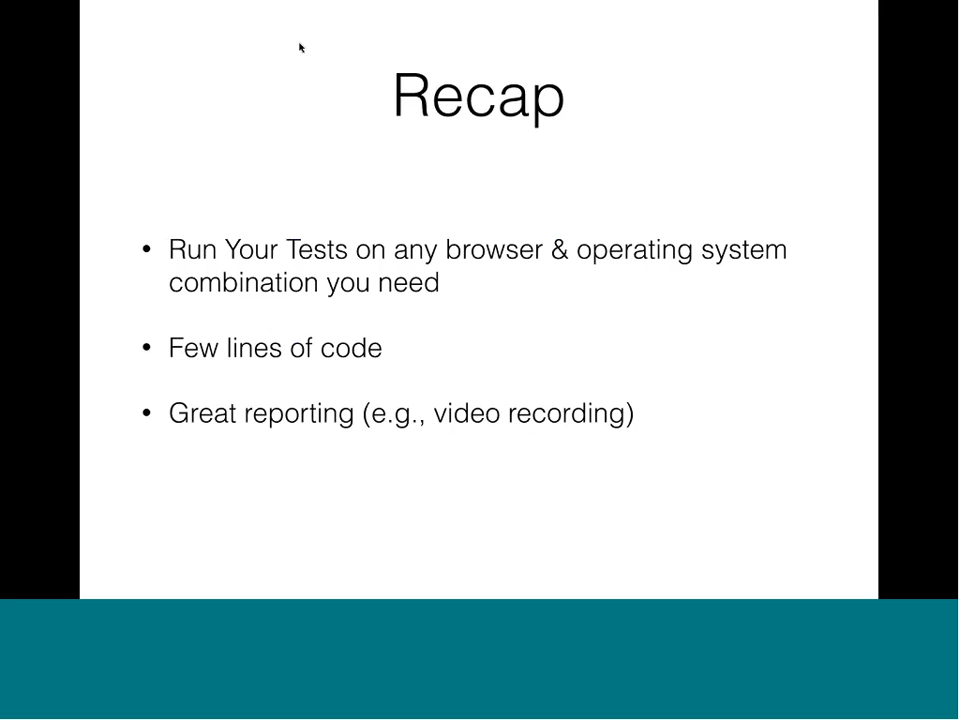 Recap
• Run Your Tests on any browser & operating system
combination you need
• Few lines of code
• Great reporting (e.g., video recording)